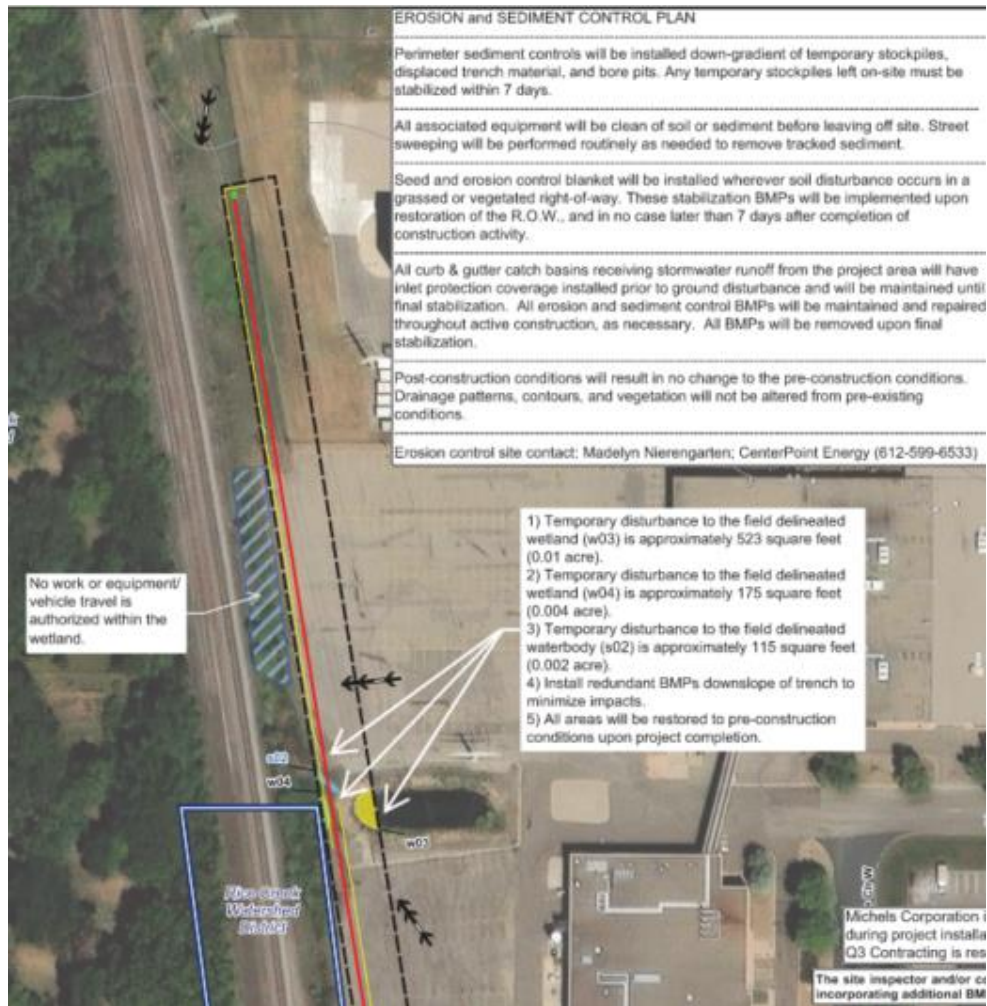 EROSION and SEDIMENT CONTROL PLAN
Perimeter sediment controls will be installed down-gradient of temporary stockpiles,
displaced trench material, and bore pits. Any temporary stockpiles left on-site must be
stabilized within 7 days.
All associated equipment will be clean of soil or sediment before leaving off site. Street
sweeping will be performed routinely as needed to remove tracked sediment.
Seed and erosion control blanket will be installed wherever soil disturbance occurs in a
grassed or vegetated right-of-way. These stabilization BMPs will be implemented upon
restoration of the R.O.W., and in no case later than 7 days after completion of
construction activity.
All curb & gutter catch basins receiving stormwater runoff from the project area will have
inlet protection coverage installed prior to ground disturbance and will be maintained until
final stabilization. All erosion and sediment control BMPs will be maintained and repaired
throughout active construction, as necessary. All BMPs will be removed upon final
stabilization.
Post-construction conditions will result in no change to the pre-construction conditions.
Drainage patterns, contours, and vegetation will not be altered from pre-existing
conditions.
Erosion control site contact: Madelyn Nierengarten; CenterPoint Energy (612-599-6533)
1) Temporary disturbance to the field delineated
wetland (w03) is approximately 523 square feet
(0.01 acre).
2) Temporary disturbance to the field delineated
wetland (w04) is approximately 175 square feet
(0.004 acre).
3) Temporary disturbance to the field delineated
waterbody (s02) is approximately 115 square feet
(0.002 acre).
4) Install redundant BMPs downslope of trench to
minimize impacts.
5) All areas will be restored to pre-construction
conditions upon project completion.
No work or equipment/
vehicle travel is
authorized within the
wetland.
s02
w04
w03
Rice Creek
Watershed
District
Michels Corporation
during project installa
Q3 Contracting is res
The site inspector and/or co
incorporating additional BM